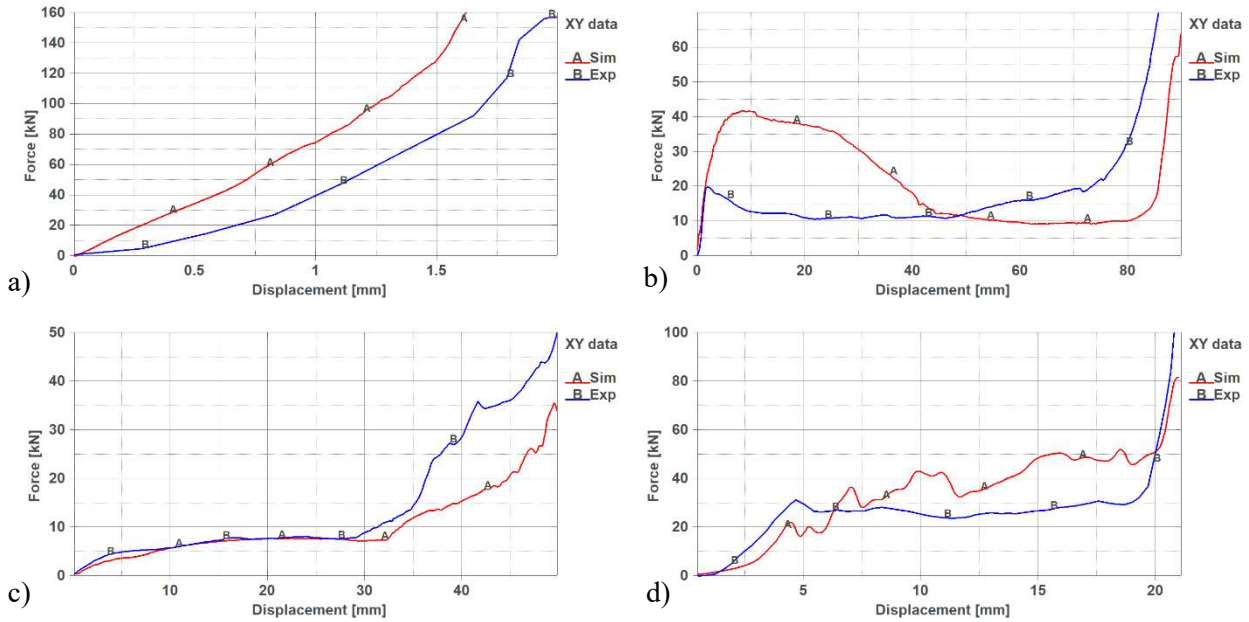 160
140
120
100
80
60
40
20
0
Force [kN]
0
0.5
1
1.5
Displacement [mm]
A
A
A
A
B
B
B
B
XY data
A Sim
B Exp
a)
60
50
40
30
20
10
0
Force [kN]
0
20
40
60
80
Displacement [mm]
A
A
A
A
B
B
B
B
B
XY data
A Sim
B Exp
b)
50
40
30
20
10
0
Force [kN]
10
20
30
40
Displacement [mm]
B
A
B
A
B
A
B
A
XY data
A Sim
B Exp
c)
100
80
60
40
20
0
Force [kN]
5
10
15
20
Displacement [mm]
B
A
B
A
B
A
B
A
B
XY data
A Sim
B Exp
d)